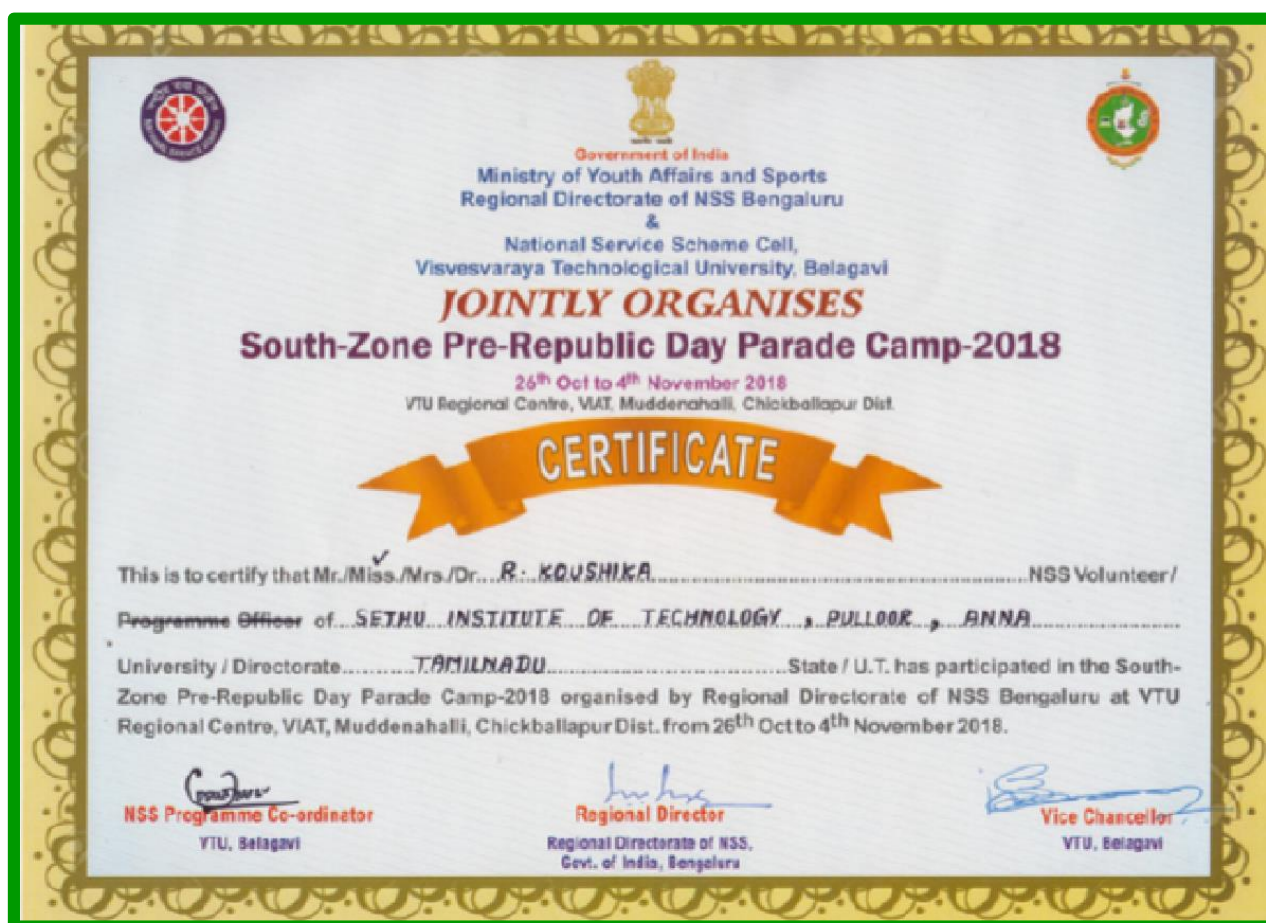 Government of India
Ministry of Youth Affairs and Sports
Regional Directorate of NSS Bengaluru
&
National Service Scheme Cell,
Visvesvaraya Technological University, Belagavi
JOINTLY ORGANISES
South-Zone Pre-Republic Day Parade Camp-2018
26th Oct to 4th November 2018
VTU Regional Centre, VIAT, Muddenahalli, Chickballapur Dist.
CERTIFICATE
This is to certify that Mr./Miss./Mrs./Dr.... R. KOUSHIKA ... NSS Volunteer/
Programme Officer of... SETHU INSTITUTE OF TECHNOLOGY, PULLOOR, ANNA ...
University / Directorate... TAMILNADU ... State / U.T. has participated in the South-
Zone Pre-Republic Day Parade Camp-2018 organised by Regional Directorate of NSS Bengaluru at VTU
Regional Centre, VIAT, Muddenahalli, Chickballapur Dist. from 26th Oct to 4th November 2018.
NSS Programme Co-ordinator
VTU, Belagavi
Regional Director
Regional Directorate of NSS,
Govt. of India, Bengaluru
Vice Chancellor
VTU, Belagavi